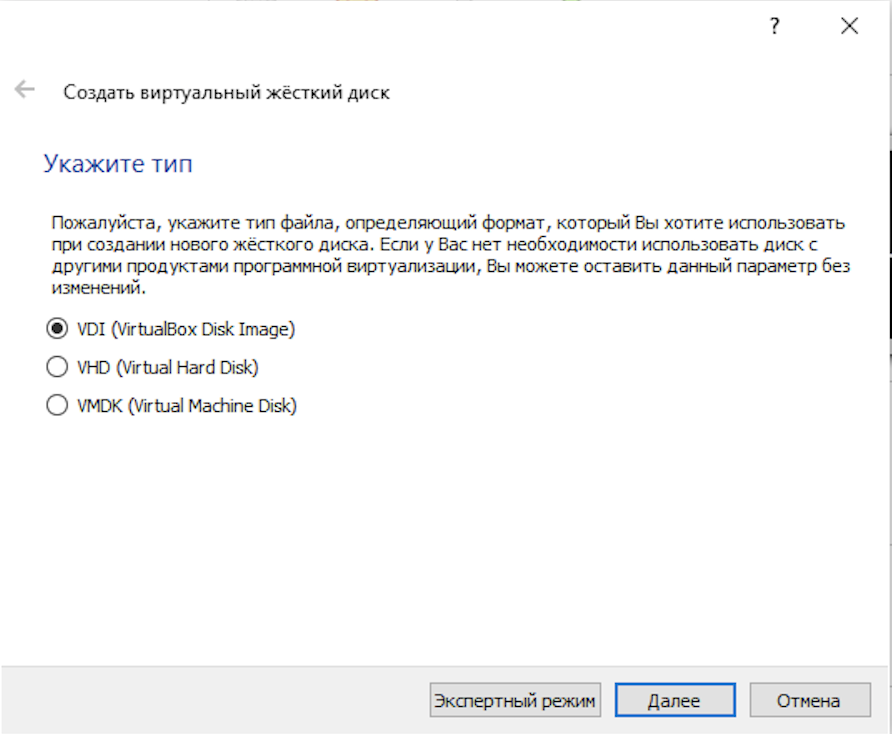 ?
Создать виртуальный жёсткий диск
Укажите тип
Пожалуйста, укажите тип файла, определяющий формат, который Вы хотите использовать
при создании нового жёсткого диска. Если у Вас нет необходимости использовать диск с
другими продуктами программной виртуализации, Вы можете оставить данный параметр без
изменений.
VDI (VirtualBox Disk Image)
VHD (Virtual Hard Disk)
VMDK (Virtual Machine Disk)
Экспертный режим Далее Отмена